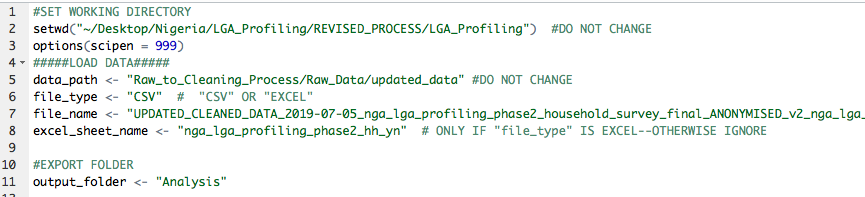 1 #SET WORKING DIRECTORY
2 setwd("~/Desktop/Nigeria/LGA_Profiling/REVISED_PROCESS/LGA_Profiling")  #DO NOT CHANGE
3 options(scipen = 999)
4 #####LOAD DATA#####
5 data_path <- "Raw_to_Cleaning_Process/Raw_Data/updated_data" #DO NOT CHANGE
6 file_type <- "CSV"  #  "CSV" OR "EXCEL"
7 file_name <- "UPDATED_CLEANED_DATA_2019-07-05_nga_lga_profiling_phase2_household_survey_final_ANONYMISED_v2_nga_lga_
8 excel_sheet_name <- "nga_lga_profiling_phase2_hh_yn"  # ONLY IF "file_type" IS EXCEL--OTHERWISE IGNORE
9
10 #EXPORT FOLDER
11 output_folder <- "Analysis"